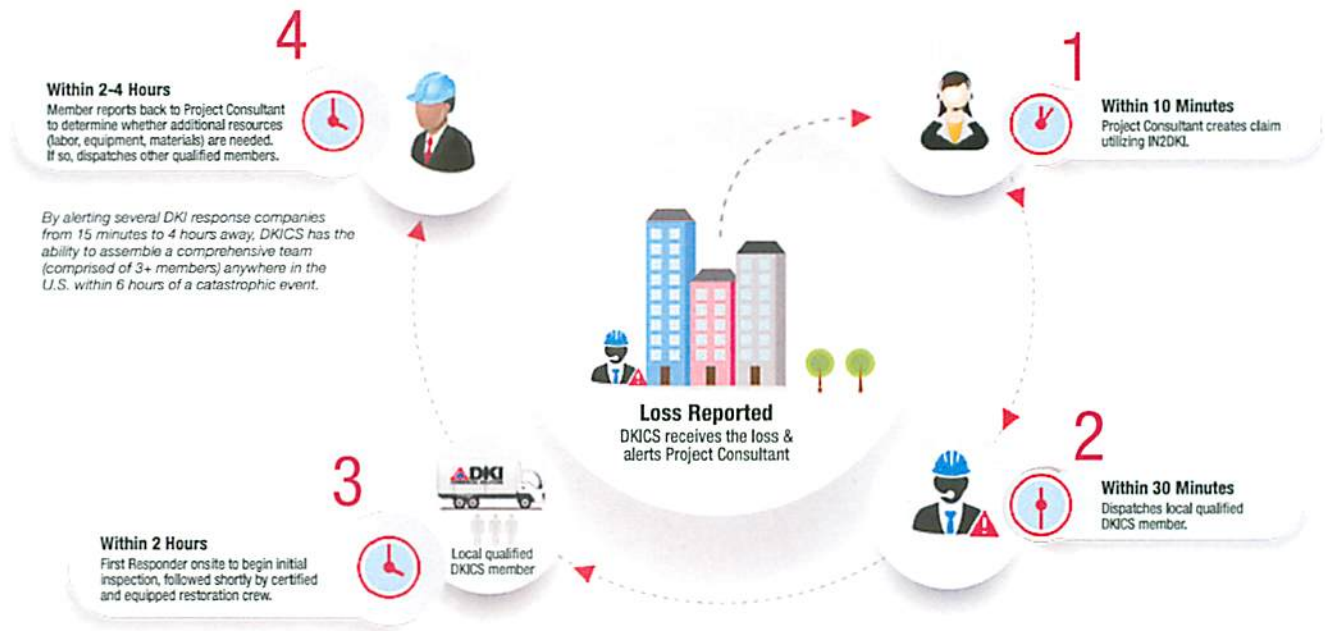 4
Within 2-4 Hours
Member reports back to Project Consultant
to determine whether additional resources
(labor, equipment, materials) are needed.
If so, dispatches other qualified members.
By alerting several DKI response companies
from 15 minutes to 4 hours away, DKICS has the
ability to assemble a comprehensive team
(comprised of 3+ members) anywhere in the
U.S. within 6 hours of a catastrophic event.
1
Within 10 Minutes
Project Consultant creates claim
utilizing IN2DKI.
Loss Reported
DKICS receives the loss &
alerts Project Consultant
2
Within 30 Minutes
Dispatches local qualified
DKICS member.
3
Within 2 Hours
First Responder onsite to begin initial
inspection, followed shortly by certified
and equipped restoration crew.
DKI
Local qualified
DKICS member